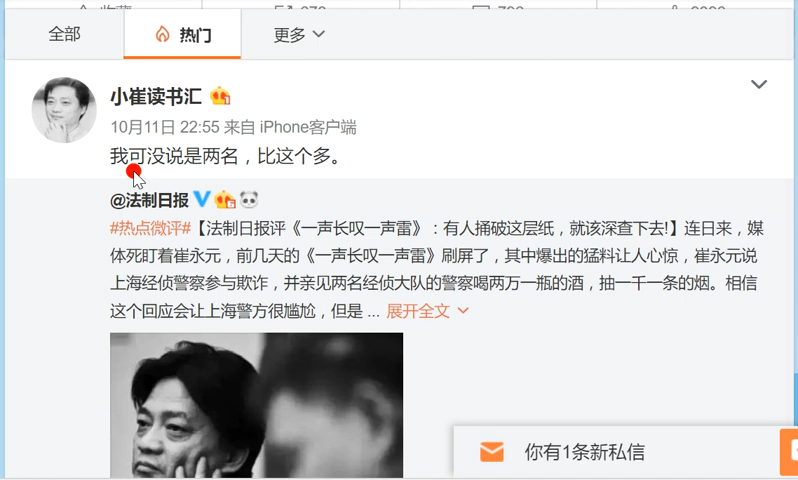 全部
热门
更多
小崔读书汇
10月11日 22:55 来自 iPhone客户端
我可没说是两名，比这个多。
@法制日报
#热点微评#【法制日报评《一声长叹一声雷》：有人捅破这层纸，就该深查下去!】连日来，媒
体死盯着崔永元，前几天的《一声长叹一声雷》刷屏了，其中爆出的猛料让人心惊，崔永元说
上海经侦警察参与欺诈，并亲见两名经侦大队的警察喝两万一瓶的酒，抽一千一条的烟。相信
这个回应会让上海警方很尴尬，但是 ... 展开全文
你有1条新私信